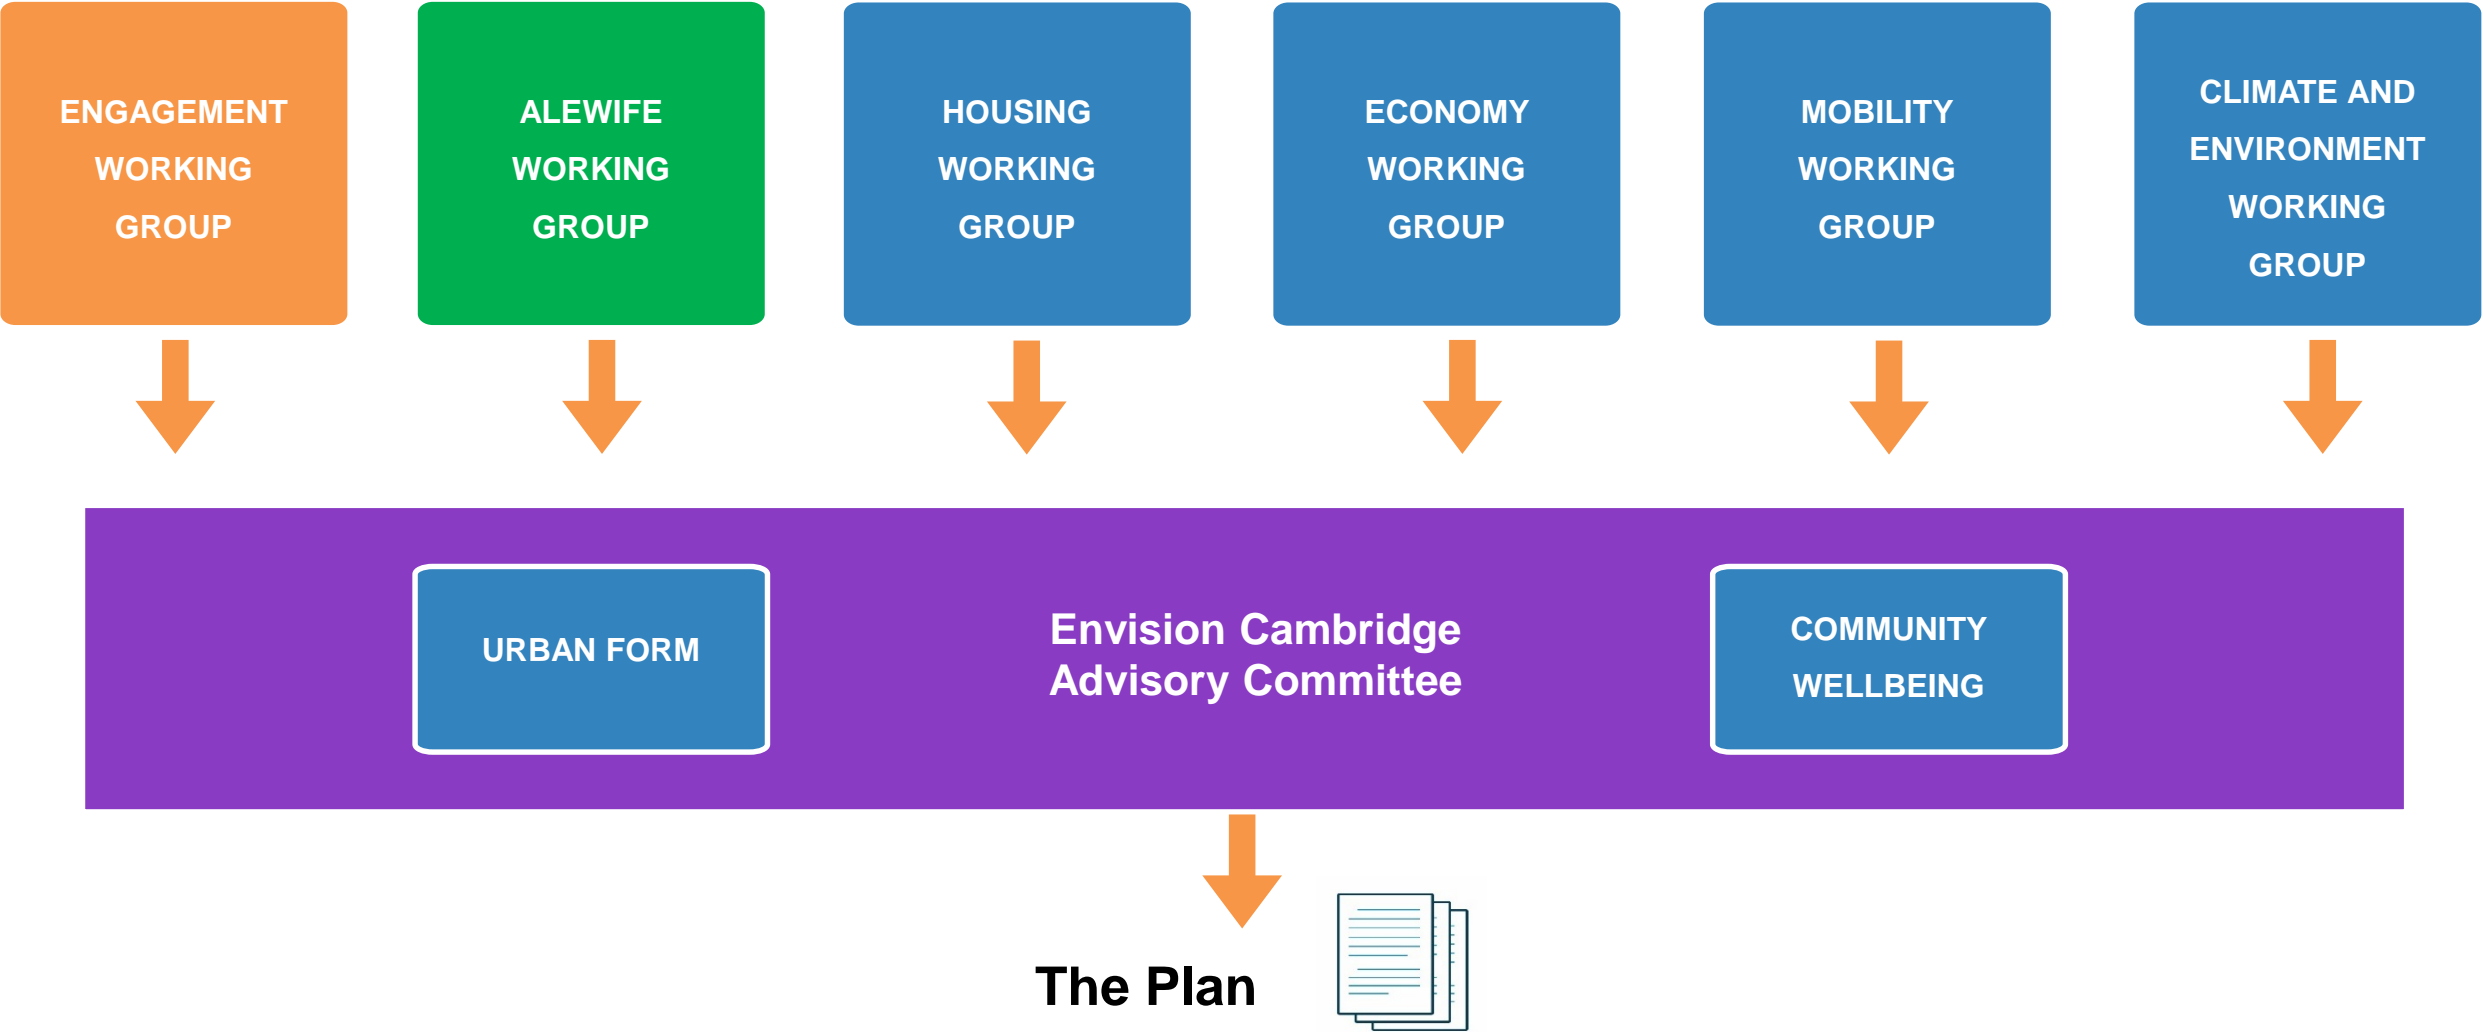 ENGAGEMENT
WORKING
GROUP
ALEWIFE
WORKING
GROUP
HOUSING
WORKING
GROUP
ECONOMY
WORKING
GROUP
MOBILITY
WORKING
GROUP
CLIMATE AND
ENVIRONMENT
WORKING
GROUP
URBAN FORM
Envision Cambridge
Advisory Committee
COMMUNITY
WELLBEING
The Plan